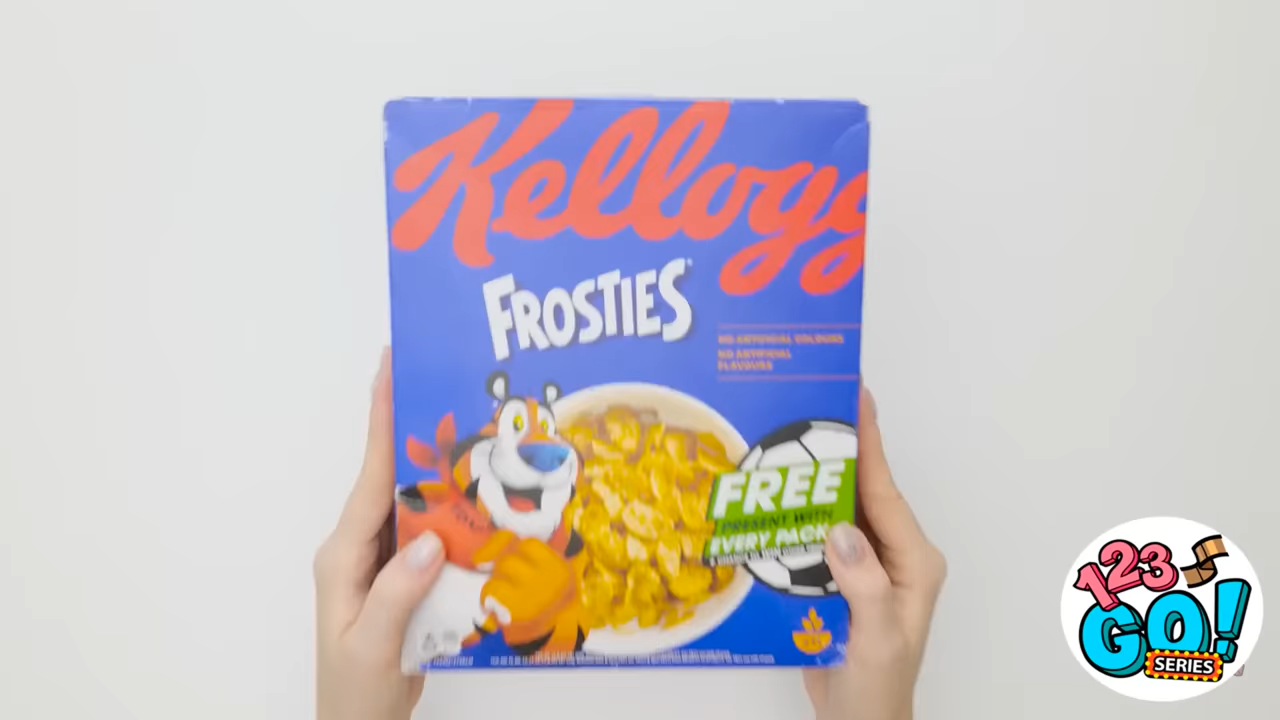 Kellogg
FROSTIES
NO ARTIFICIAL COLOURS
NO ARTIFICIAL
FLAVOURS
FREE
PRESENT WITH
EVERY PACK
123
GO!
SERIES